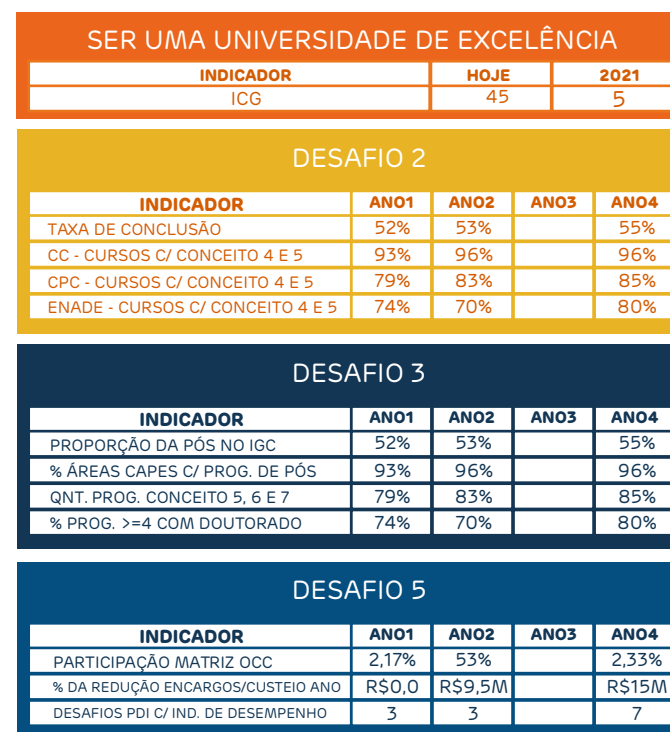 SER UMA UNIVERSIDADE DE EXCELÊNCIA
INDICADOR HOJE 2021
ICG 45 5
DESAFIO 2
INDICADOR ANO1 ANO2 ANO3 ANO4
TAXA DE CONCLUSÃO 52% 53% 55%
CC - CURSOS C/ CONCEITO 4 E 5 93% 96% 96%
CPC - CURSOS C/ CONCEITO 4 E 5 79% 83% 85%
ENADE - CURSOS C/ CONCEITO 4 E 5 74% 70% 80%
DESAFIO 3
INDICADOR ANO1 ANO2 ANO3 ANO4
PROPORÇÃO DA PÓS NO IGC 52% 53% 55%
% ÁREAS CAPES C/ PROG. DE PÓS 93% 96% 96%
QNT. PROG. CONCEITO 5, 6 E 7 79% 83% 85%
% PROG. >=4 COM DOUTORADO 74% 70% 80%
DESAFIO 5
INDICADOR ANO1 ANO2 ANO3 ANO4
PARTICIPAÇÃO MATRIZ OCC 2,17% 53% 2,33%
% DA REDUÇÃO ENCARGOS/CUSTEIO ANO R$0,0 R$9,5M R$15M
DESAFIOS PDI C/ IND. DE DESEMPENHO 3 3 7